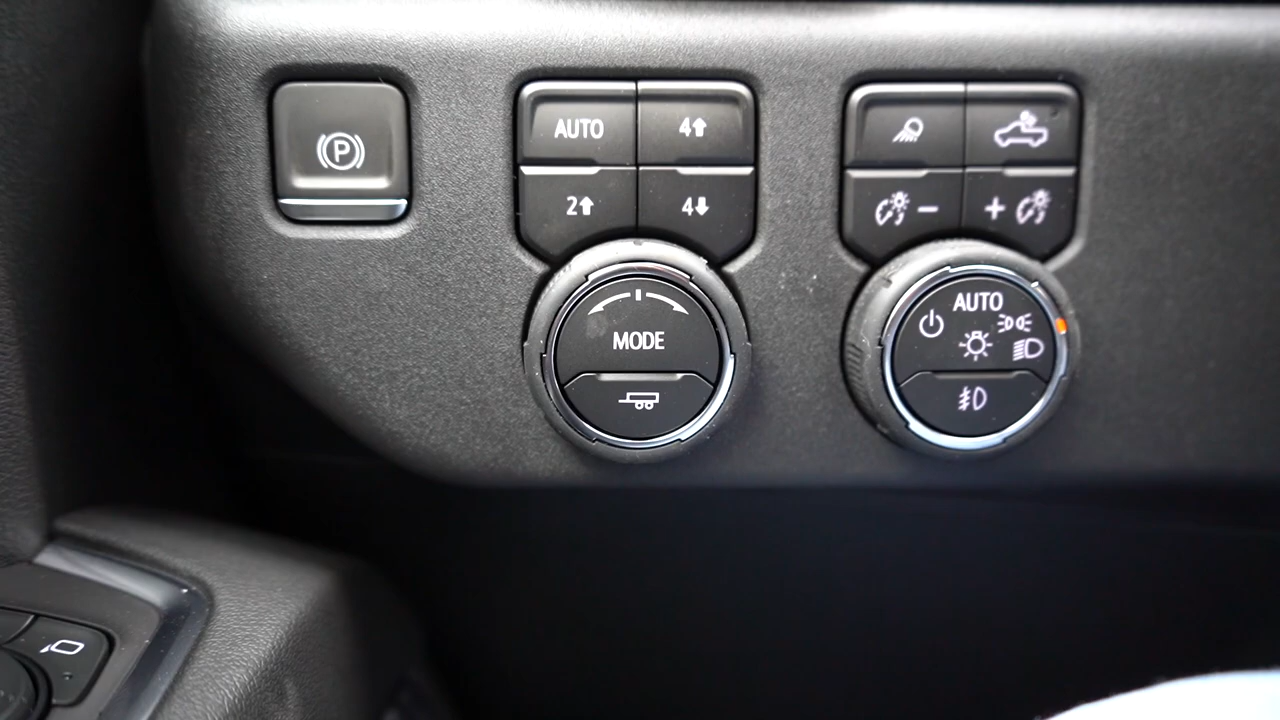 P
AUTO 4↑
2↑ 4↓
MODE
− +
AUTO